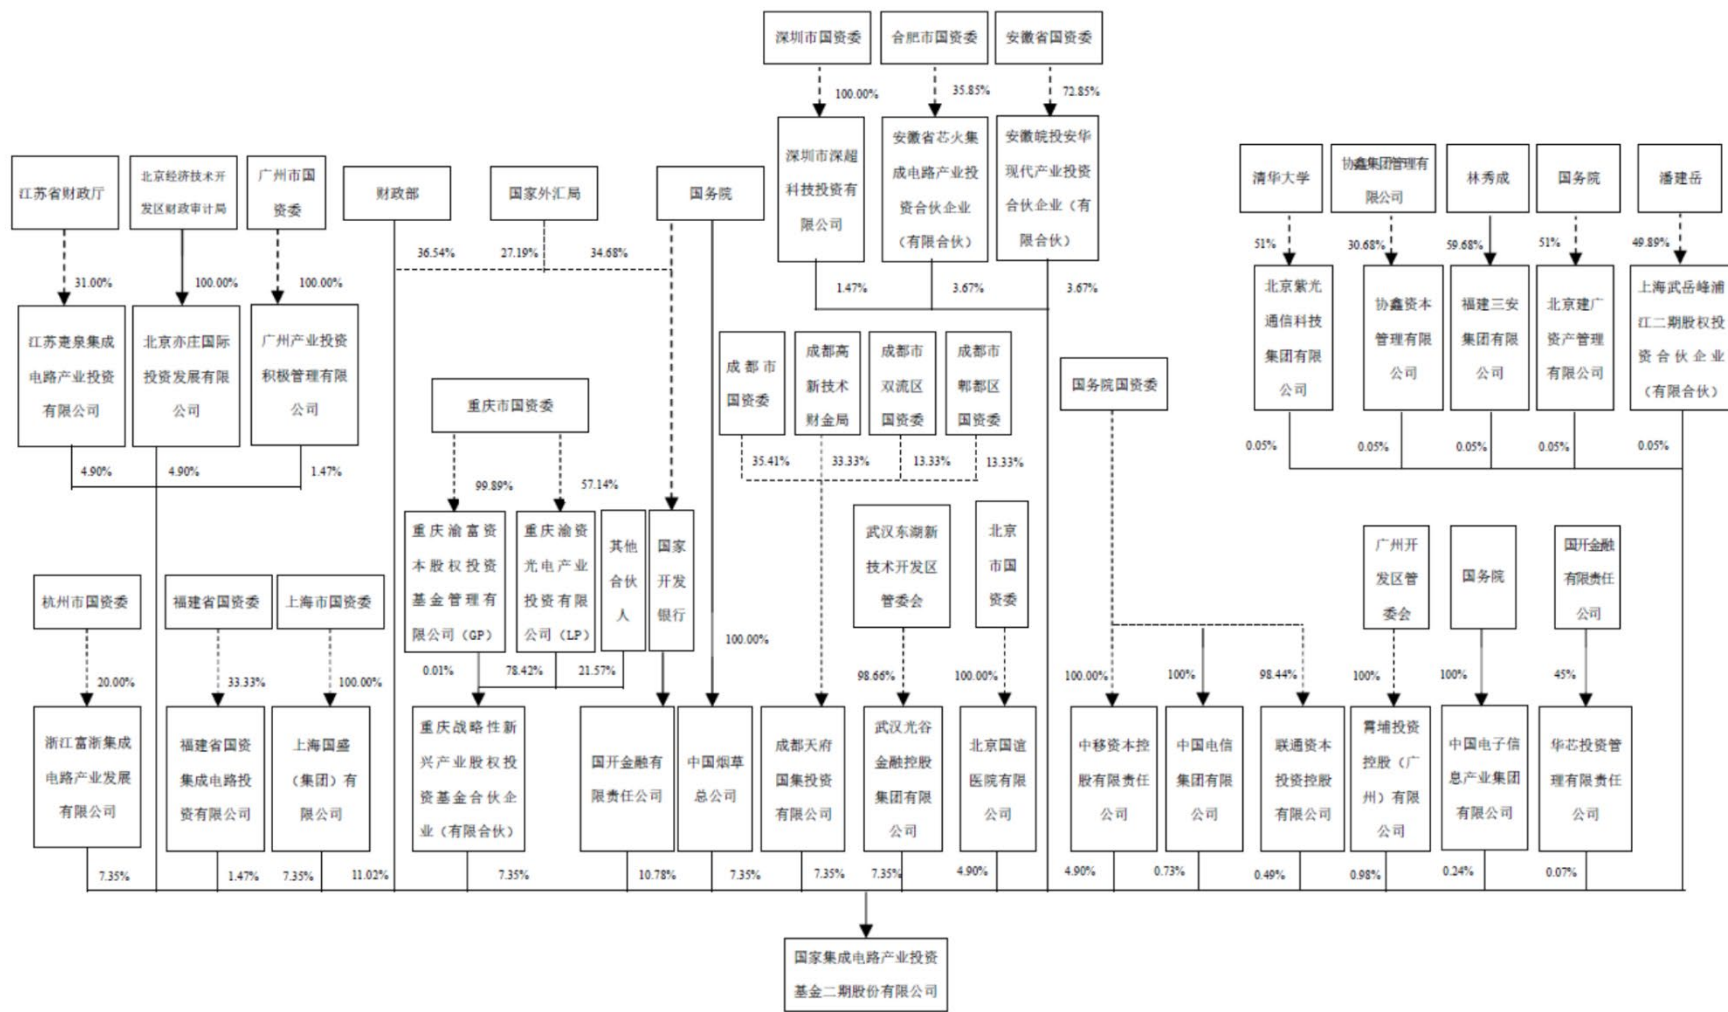 深圳市国资委
合肥市国资委
安徽省国资委
100.00%
35.85%
72.85%
深圳市深超
科技投资有
限公司
安徽省芯火集
成电路产业投
资合伙企业
（有限合伙）
安徽皖投安华
现代产业投资
合伙企业（有
限合伙）
1.47%
3.67%
3.67%
江苏省财政厅
北京经济技术开
发区财政审计局
广州市国
资委
财政部
国家外汇局
国务院
清华大学
协鑫集团管理有
限公司
林秀成
国务院
潘建岳
36.54%
27.19%
34.68%
51%
30.68%
59.68%
51%
49.89%
31.00%
100.00%
100.00%
江苏疌泉集成
电路产业投资
有限公司
北京亦庄国际
投资发展有限
公司
广州产业投资
积极管理有限
公司
北京紫光
通信科技
集团有限
公司
协鑫资本
管理有限
公司
福建三安
集团有限
公司
北京建广
资产管理
有限公司
上海武岳峰浦
江二期股权投
资合伙企业
（有限合伙）
4.90%
4.90%
1.47%
0.05%
0.05%
0.05%
0.05%
0.05%
重庆市国资委
成都市
国资委
成都高
新技术
财金局
成都市
双流区
国资委
成都市
郫都区
国资委
国务院国资委
35.41%
33.33%
13.33%
13.33%
99.89%
57.14%
重庆渝富资
本股权投资
基金管理有
限公司（GP）
重庆渝资
光电产业
投资有限
公司（LP）
其他
合伙
人
国家
开发
银行
武汉东湖新
技术开发区
管委会
北京
市国
资委
广州开
发区管
委会
国务院
国开金融
有限责任
公司
杭州市国资委
福建省国资委
上海市国资委
0.01%
78.42%
21.57%
100.00%
20.00%
33.33%
100.00%
98.66%
100.00%
100.00%
100%
98.44%
100%
100%
45%
浙江富浙集成
电路产业发展
有限公司
福建省国资
集成电路投
资有限公司
上海国盛
（集团）有
限公司
重庆战略性新
兴产业股权投
资基金合伙企
业（有限合伙）
国开金融有
限责任公司
中国烟草
总公司
成都天府
国集投资
有限公司
武汉光谷
金融控股
集团有限
公司
北京国谊
医院有限
公司
中移资本控
股有限责任
公司
中国电信
集团有限
公司
联通资本
投资控股
有限公司
霄埔投资
控股（广
州）有限
公司
中国电子信
息产业集团
有限公司
华芯投资管
理有限责任
公司
7.35%
1.47%
7.35%
11.02%
7.35%
10.78%
7.35%
7.35%
7.35%
4.90%
4.90%
0.73%
0.49%
0.98%
0.24%
0.07%
国家集成电路产业投资
基金二期股份有限公司